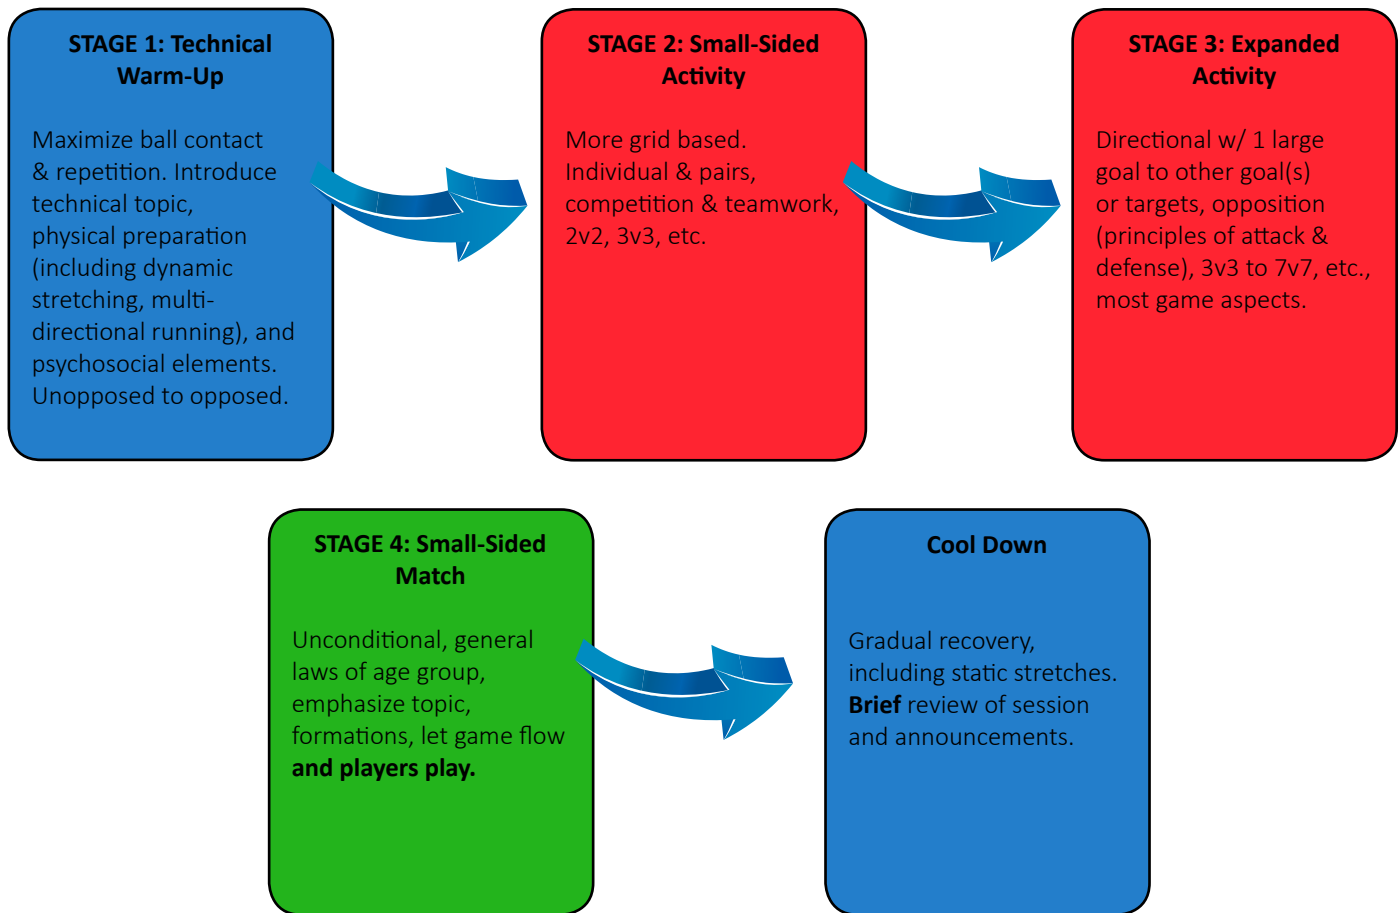 STAGE 1: Technical
Warm-Up
Maximize ball contact
& repetition. Introduce
technical topic,
physical preparation
(including dynamic
stretching, multi-
directional running), and
psychosocial elements.
Unopposed to opposed.
STAGE 2: Small-Sided
Activity
More grid based.
Individual & pairs,
competition & teamwork,
2v2, 3v3, etc.
STAGE 3: Expanded
Activity
Directional w/ 1 large
goal to other goal(s)
or targets, opposition
(principles of attack &
defense), 3v3 to 7v7, etc.,
most game aspects.
STAGE 4: Small-Sided
Match
Unconditional, general
laws of age group,
emphasize topic,
formations, let game flow
and players play.
Cool Down
Gradual recovery,
including static stretches.
Brief review of session
and announcements.